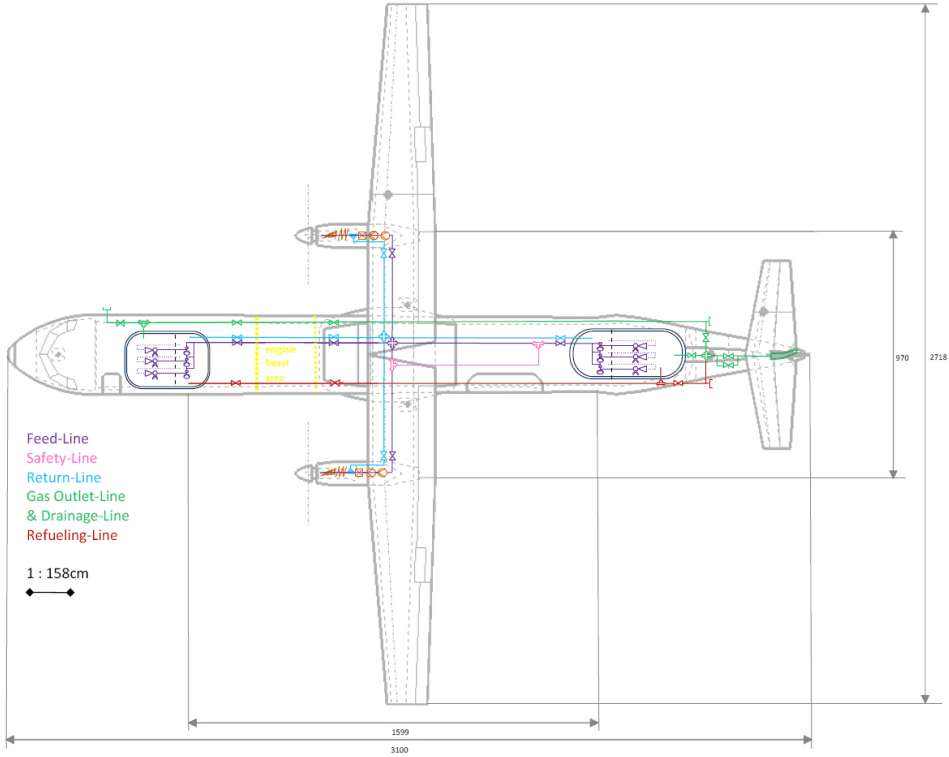 engine
burst
area
970
2718
Feed-Line
Safety-Line
Return-Line
Gas Outlet-Line
& Drainage-Line
Refueling-Line
1 : 158cm
1599
3100